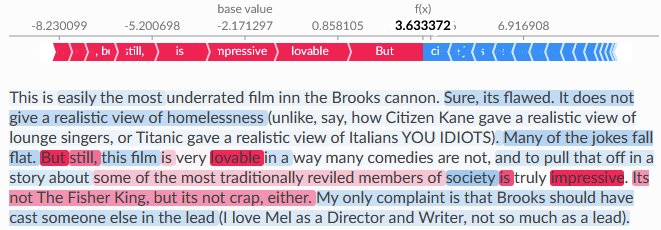 base value f(x)
-8.230099 -5.200698 -2.171297 0.858105 3.633372 6.916908
still, is mpressive lovable But ci
This is easily the most underrated film inn the Brooks cannon. Sure, its flawed. It does not
give a realistic view of homelessness (unlike, say, how Citizen Kane gave a realistic view of
lounge singers, or Titanic gave a realistic view of Italians YOU IDIOTS). Many of the jokes fall
flat. But still, this film is very lovable in a way many comedies are not, and to pull that off in a
story about some of the most traditionally reviled members of society is truly impressive. Its
not The Fisher King, but its not crap, either. My only complaint is that Brooks should have
cast someone else in the lead (I love Mel as a Director and Writer, not so much as a lead).